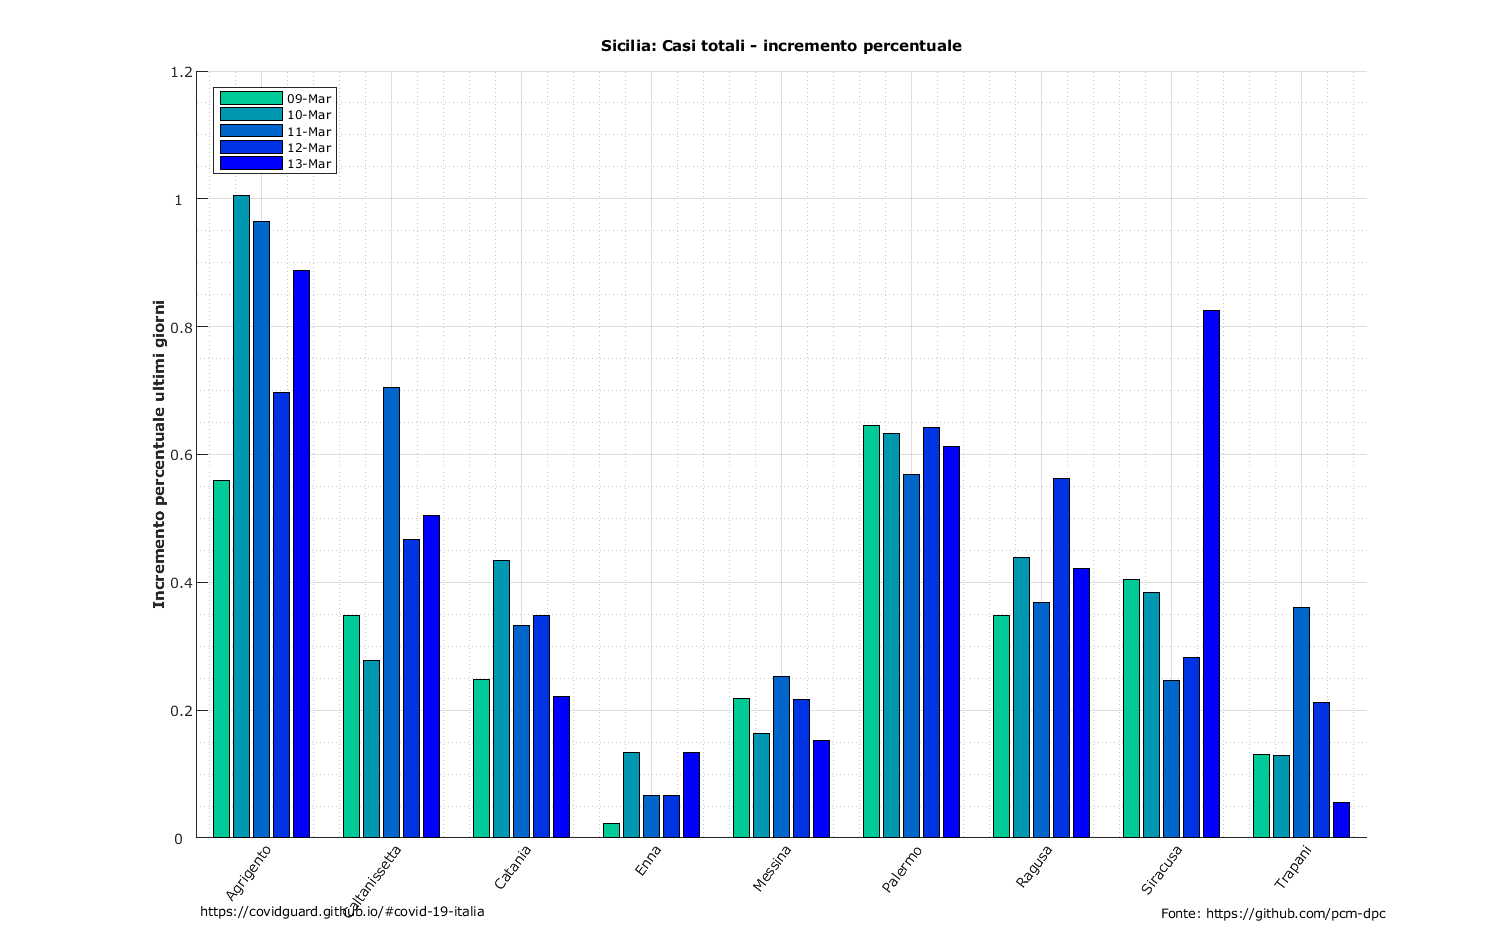 Sicilia: Casi totali - incremento percentuale
1.2
09-Mar
10-Mar
11-Mar
12-Mar
13-Mar
1
0.8
0.6
0.4
0.2
0
Incremento percentuale ultimi giorni
Agrigento
Caltanissetta
Catania
Enna
Messina
Palermo
Ragusa
Siracusa
Trapani
https://covidguard.github.io/#covid-19-italia
Fonte: https://github.com/pcm-dpc